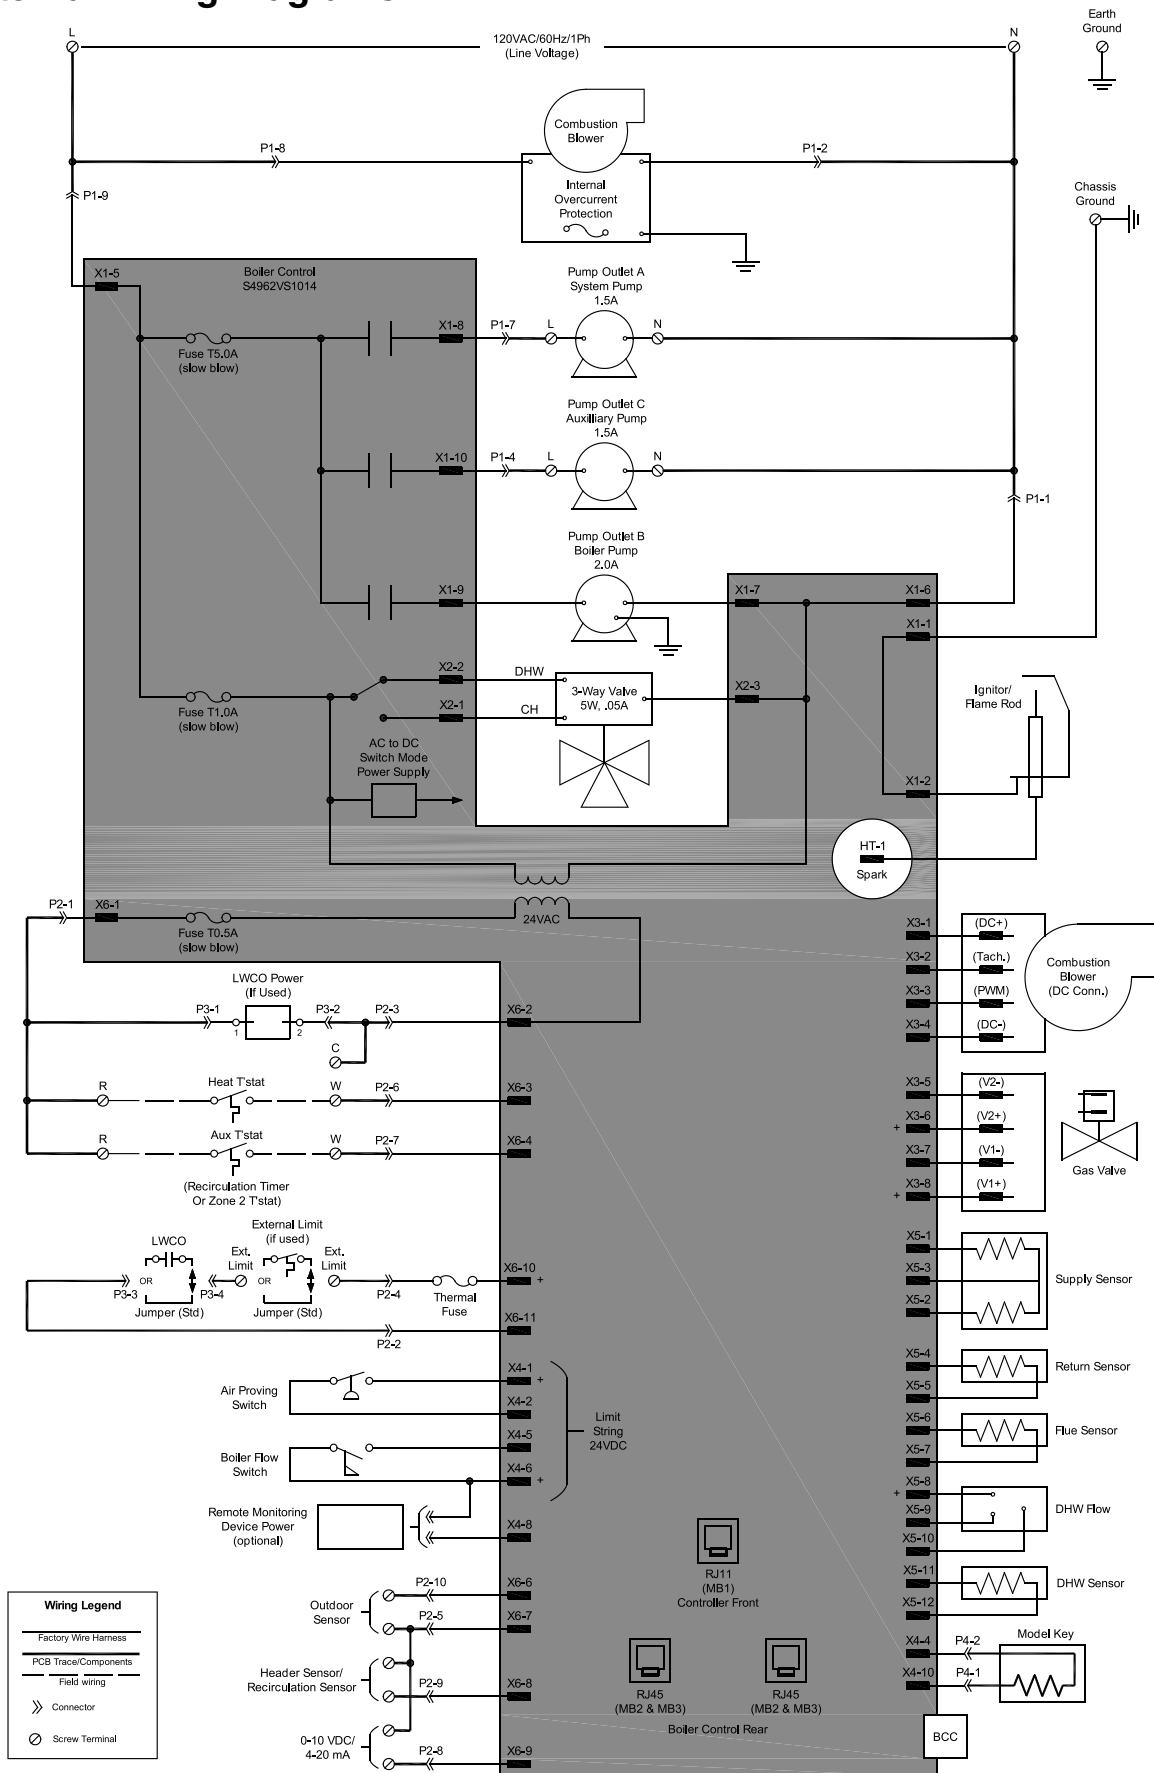 L
120VAC/60Hz/1Ph
(Line Voltage)
N
Earth
Ground
Combustion
Blower
P1-8
P1-2
Internal
Overcurrent
Protection
P1-9
Chassis
Ground
X1-5
Boiler Control
S4962VS1014
Pump Outlet A
System Pump
1.5A
X1-8
P1-7
L
N
Fuse T5.0A
(slow blow)
Pump Outlet C
Auxilliary Pump
1.5A
X1-10
P1-4
L
N
P1-1
Pump Outlet B
Boiler Pump
2.0A
X1-9
X1-7
X1-6
X1-1
X2-2
DHW
3-Way Valve
5W, .05A
X2-3
Fuse T1.0A
(slow blow)
X2-1
CH
Ignitor/
Flame Rod
AC to DC
Switch Mode
Power Supply
X1-2
HT-1
Spark
P2-1
X6-1
Fuse T0.5A
(slow blow)
24VAC
X3-1
(DC+)
X3-2
(Tach.)
X3-3
(PWM)
X3-4
(DC-)
Combustion
Blower
(DC Conn.)
LWCO Power
(If Used)
P3-1
1
2
P3-2
P2-3
X6-2
C
R
Heat T'stat
W
P2-6
X6-3
X3-5
(V2-)
X3-6
(V2+)
+
X3-7
(V1-)
X3-8
(V1+)
+
Gas Valve
R
Aux T'stat
W
P2-7
X6-4
(Recirculation Timer
Or Zone 2 T'stat)
External Limit
(if used)
LWCO
Ext.
Limit
Ext.
Limit
OR
OR
P3-3
P3-4
Jumper (Std)
Jumper (Std)
P2-4
Thermal
Fuse
X6-10
+
X6-11
P2-2
X5-1
X5-3
X5-2
Supply Sensor
X5-4
X5-5
Return Sensor
X4-1
+
Air Proving
Switch
X4-2
X4-5
Limit
String
24VDC
Boiler Flow
Switch
X4-6
+
X5-6
X5-7
Flue Sensor
X5-8
+
X5-9
X5-10
DHW Flow
Remote Monitoring
Device Power
(optional)
X4-8
RJ11
(MB1)
Controller Front
X5-11
X5-12
DHW Sensor
Outdoor
Sensor
P2-10
X6-6
P2-5
X6-7
Header Sensor/
Recirculation Sensor
P2-9
X6-8
0-10 VDC/
4-20 mA
P2-8
X6-9
RJ45
(MB2 & MB3)
RJ45
(MB2 & MB3)
Boiler Control Rear
X4-4
P4-2
X4-10
P4-1
Model Key
BCC
Wiring Legend
Factory Wire Harness
PCB Trace/Components
Field wiring
Connector
Screw Terminal